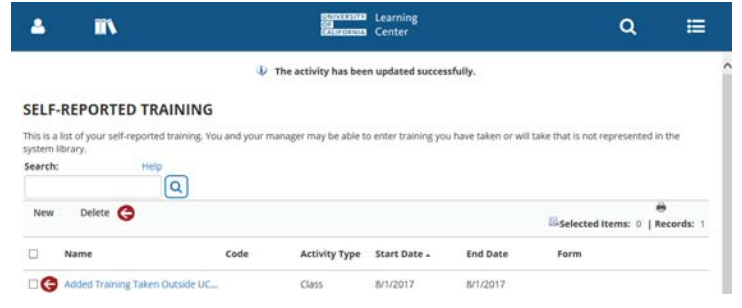 UNIVERSITY OF CALIFORNIA Learning Center
The activity has been updated successfully.
SELF-REPORTED TRAINING
This is a list of your self-reported training. You and your manager may be able to enter training you have taken or will take that is not represented in the
system library.
Search: Help
New Delete
Selected Items: 0 | Records: 1
Name Code Activity Type Start Date End Date Form
Added Training Taken Outside UC... Class 8/1/2017 8/1/2017